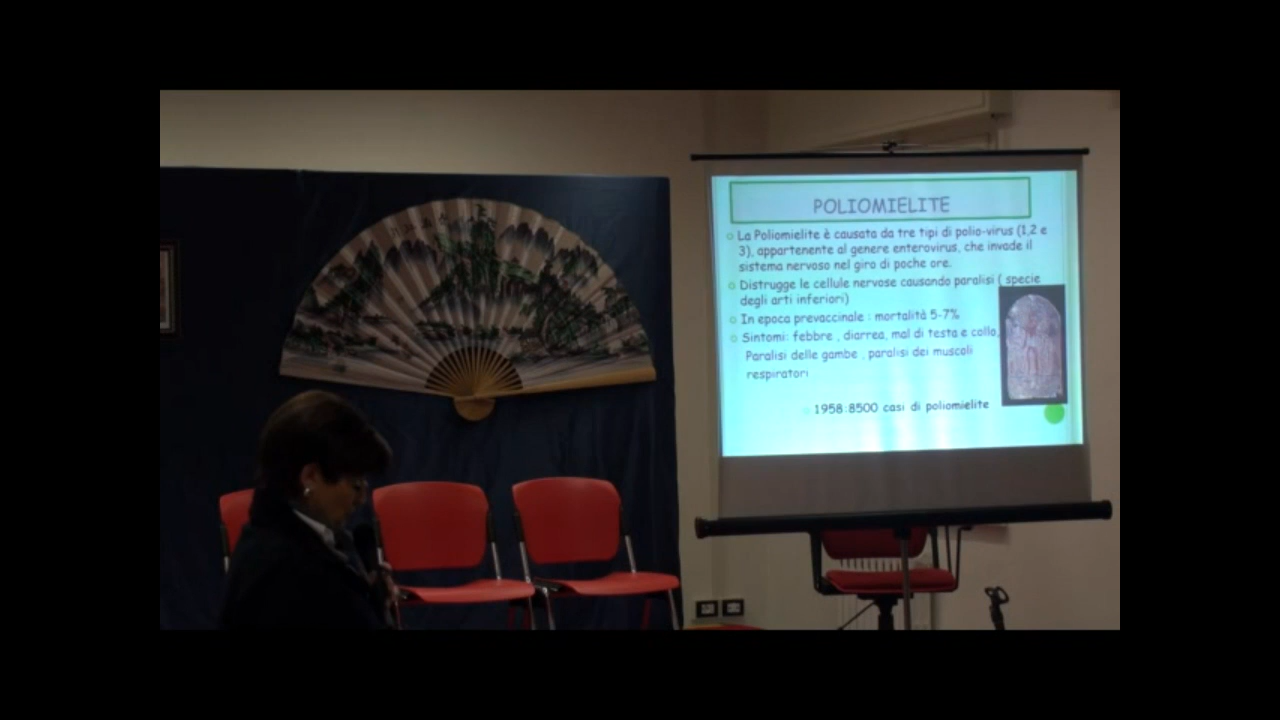 POLIOMIELITE
La Poliomielite è causata da tre tipi di polio-virus (1,2 e
3), appartenente al genere enterovirus, che invade il
sistema nervoso nel giro di poche ore.
Distrugge le cellule nervose causando paralisi ( specie
degli arti inferiori)
In epoca prevaccinale : mortalità 5-7%
Sintomi: febbre , diarrea, mal di testa e collo,
Paralisi delle gambe , paralisi dei muscoli
respiratori
1958:8500 casi di poliomielite